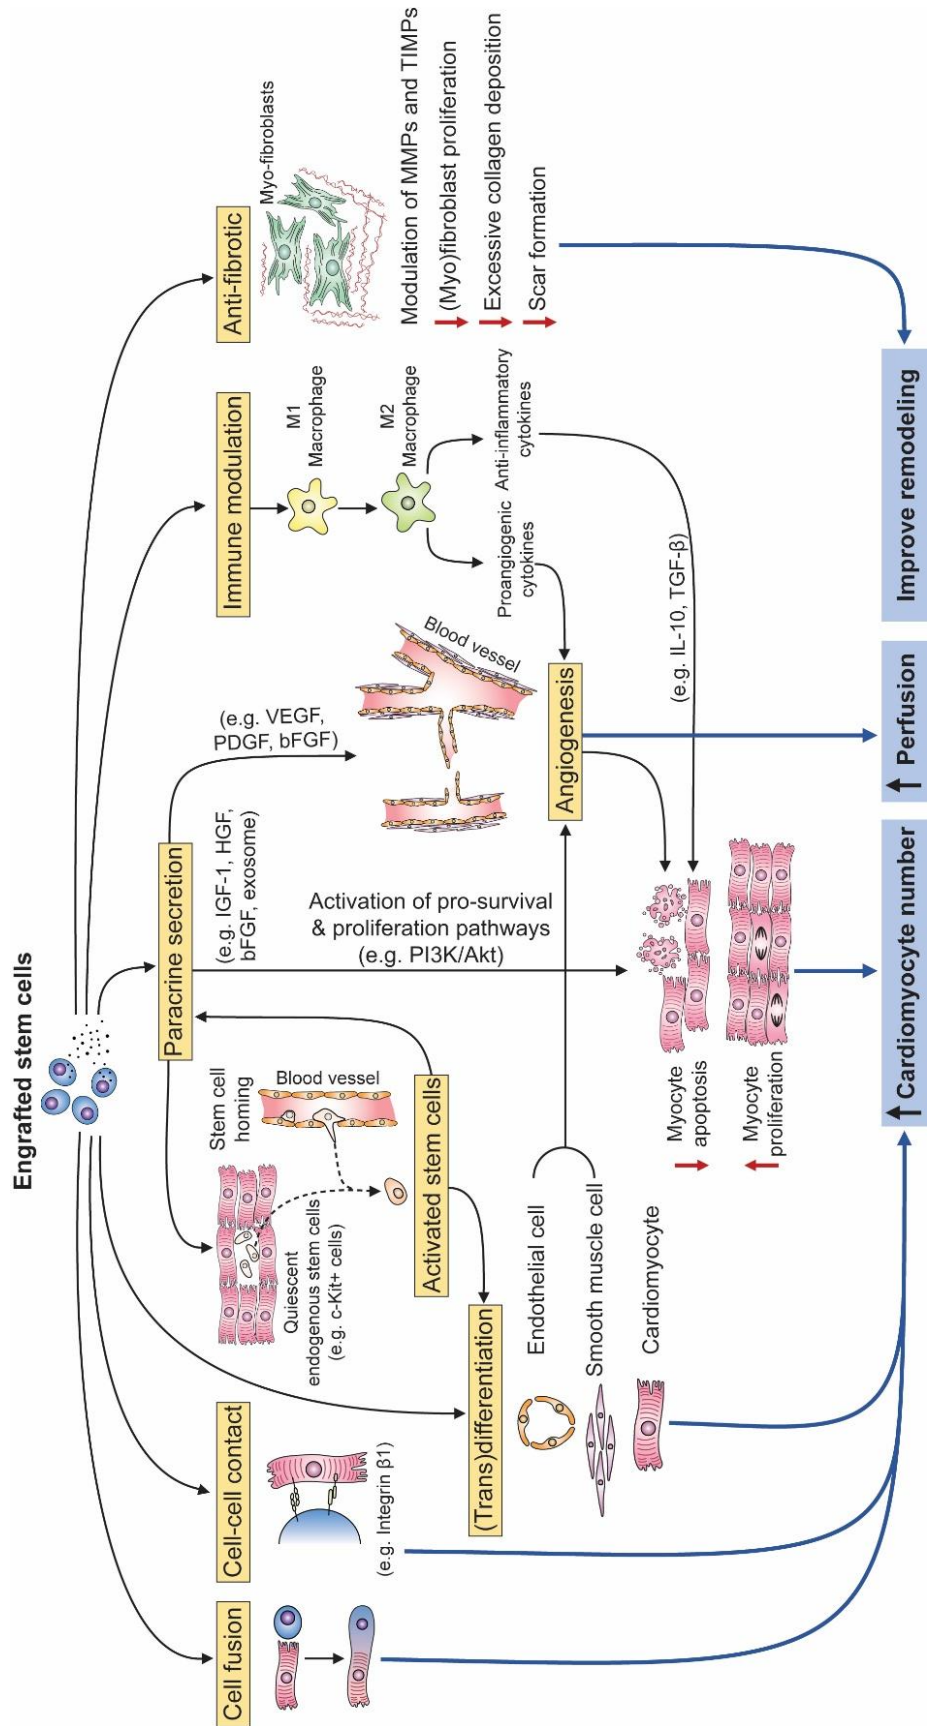 Engrafted stem cells
Cell fusion
Cell-cell contact
(e.g. Integrin β1)
Paracrine secretion
Immune modulation
Anti-fibrotic
Stem cell
homing
Blood vessel
Quiescent
endogenous stem cells
(e.g. c-Kit+ cells)
Activated stem cells
(Trans)differentiation
Endothelial cell
Smooth muscle cell
Cardiomyocyte
(e.g. IGF-1, HGF,
bFGF, exosome)
Activation of pro-survival
& proliferation pathways
(e.g. PI3K/Akt)
(e.g. VEGF,
PDGF, bFGF)
Blood vessel
Angiogenesis
M1
Macrophage
M2
Macrophage
Proangiogenic
cytokines
Anti-inflammatory
cytokines
(e.g. IL-10, TGF-β)
Myo-fibroblasts
Modulation of MMPs and TIMPs
(Myo)fibroblast proliferation
Excessive collagen deposition
Scar formation
Myocyte
apoptosis
Myocyte
proliferation
Cardiomyocyte number
Perfusion
Improve remodeling